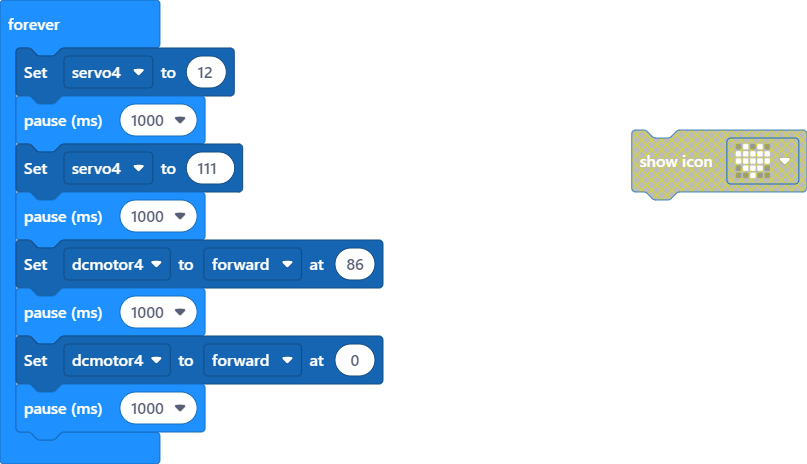 forever
Set servo4 to 12
pause (ms) 1000
show icon
Set servo4 to 111
pause (ms) 1000
Set dcmotor4 to forward at 86
pause (ms) 1000
Set dcmotor4 to forward at 0
pause (ms) 1000